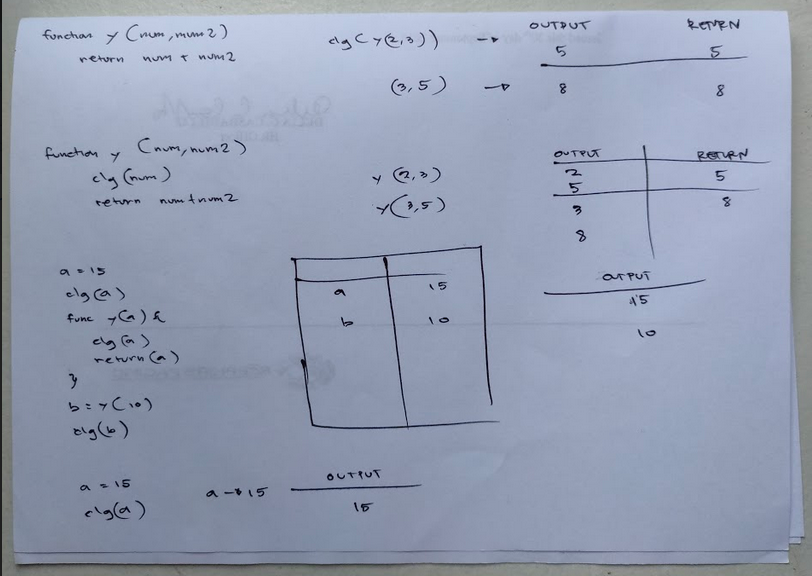 function y (num, num2)
return num + num2
clg( y(2,3)) →
(3,5) →
OUTPUT RETURN
5 5
8 8
function y (num, num2)
clg(num)
return num+num2
y (2,3)
y(3,5)
OUTPUT RETURN
2 5
5
3 8
8
a = 15
clg(a)
func y(a) {
clg(a)
return(a)
}
b = y(10)
clg(b)
a 15
b 10
OUTPUT
15
10
a = 15
clg(a)
a → 15
OUTPUT
15